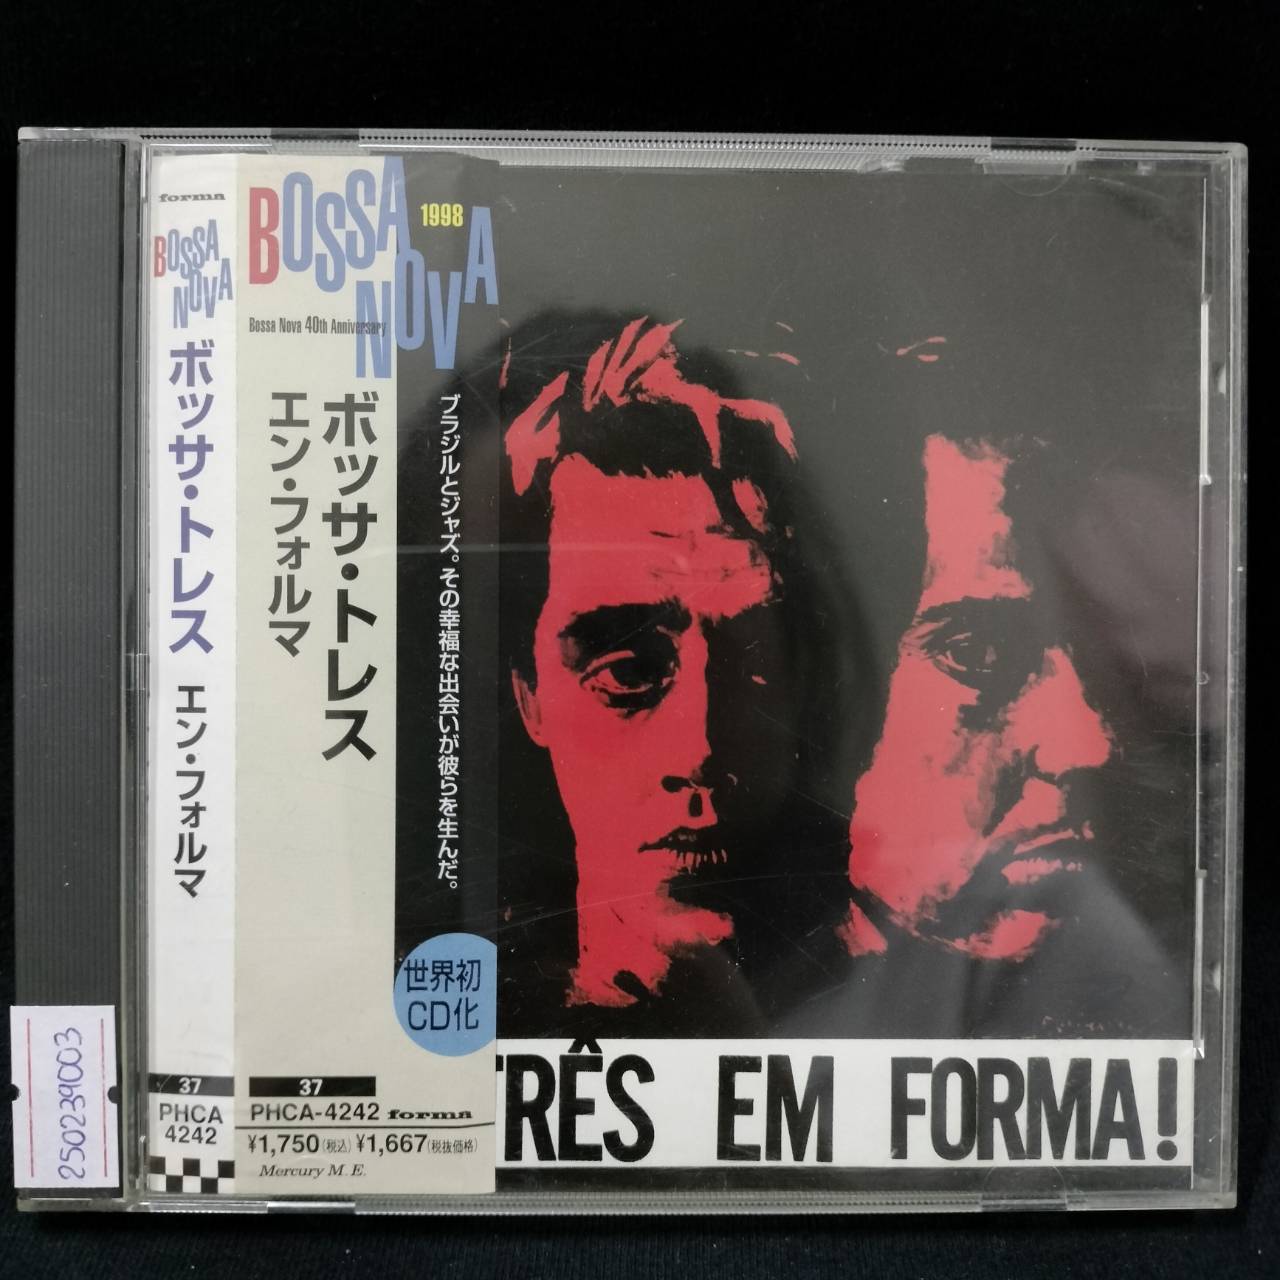 forma
BOSSA
NOVA
ボッサ・トレス
エン・フォルマ
37
PHCA
4242
BOSSA
1998
NOVA
Bossa Nova 40th Anniversary
ボッサ・トレス
エン・フォルマ
ブラジルとジャズ。その幸福な出会いが彼らを生んだ。
世界初
CD化
37
PHCA-4242 forma
¥1,750(税込) ¥1,667(税抜価格)
Mercury M.E.
TRÊS EM FORMA!
250239003